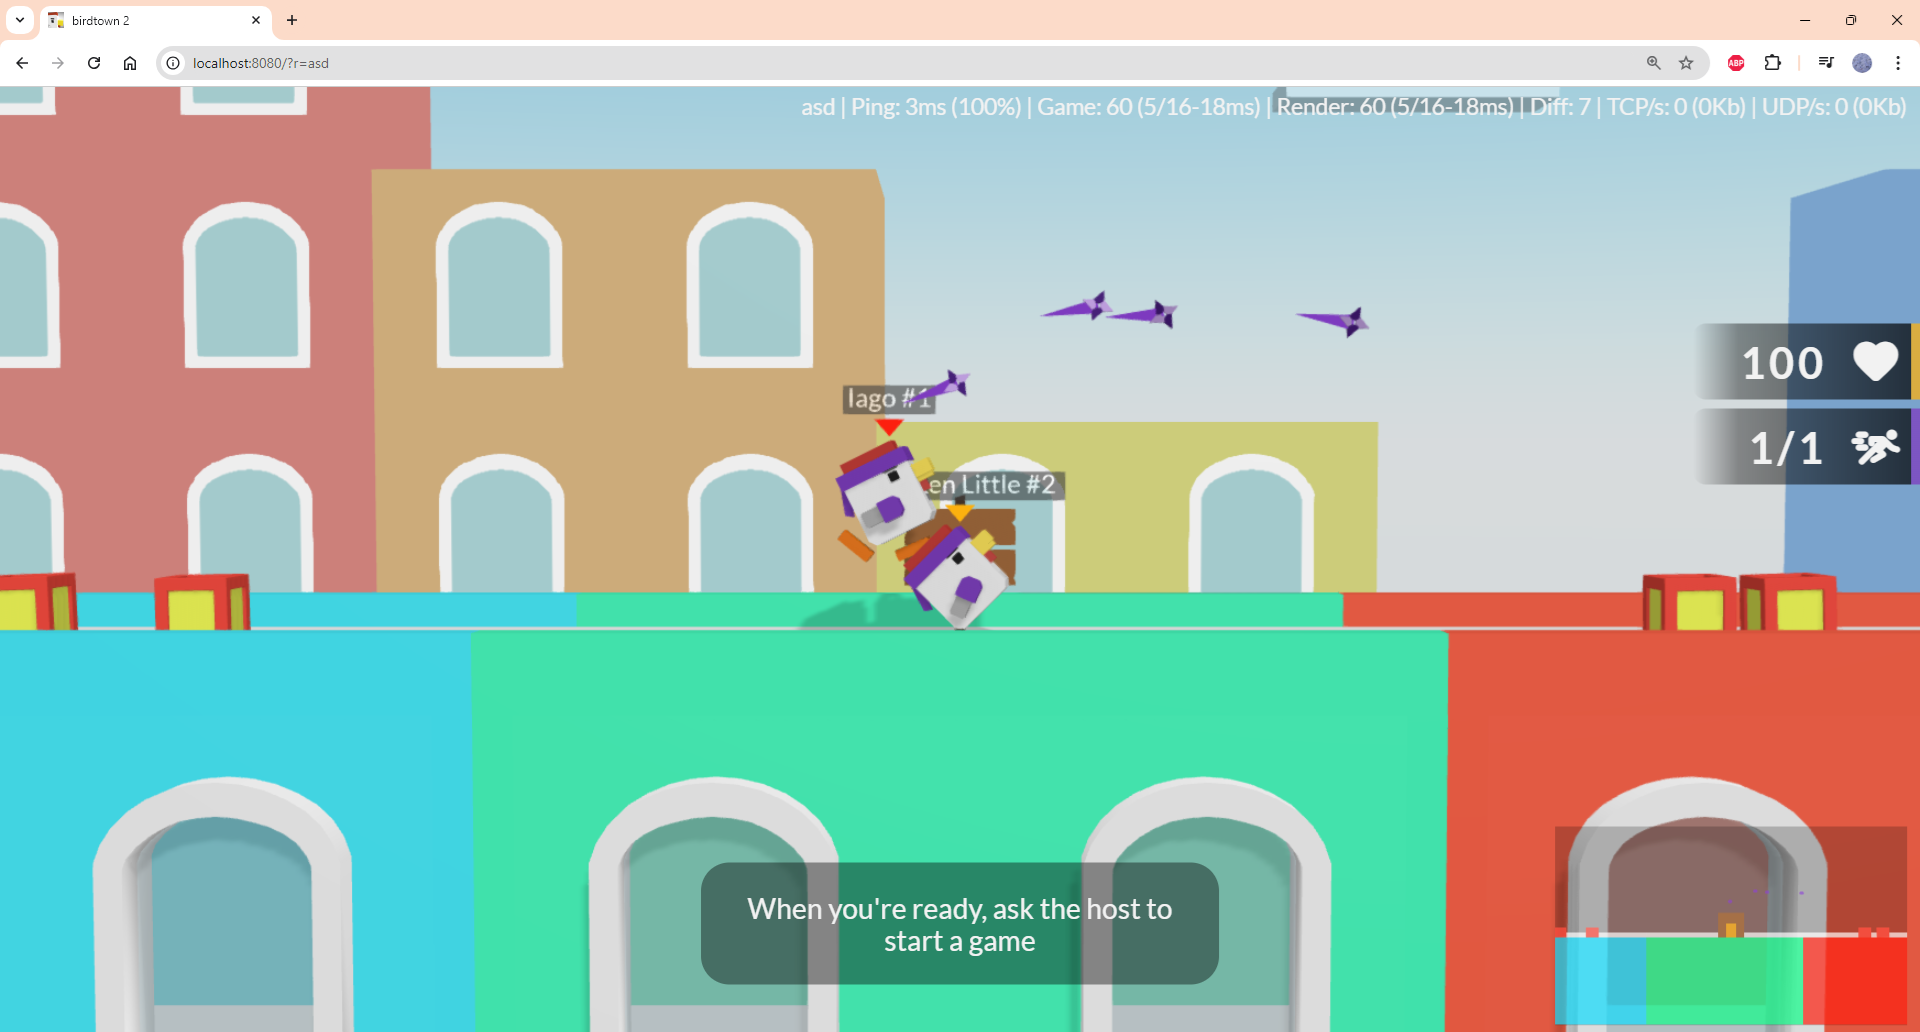 birdtown 2
localhost:8080/?r=asd
ABP
asd | Ping: 3ms (100%) | Game: 60 (5/16-18ms) | Render: 60 (5/16-18ms) | Diff: 7 | TCP/s: 0 (0Kb) | UDP/s: 0 (0Kb)
100
Iago #1
1/1
Len Little #2
When you're ready, ask the host to
start a game